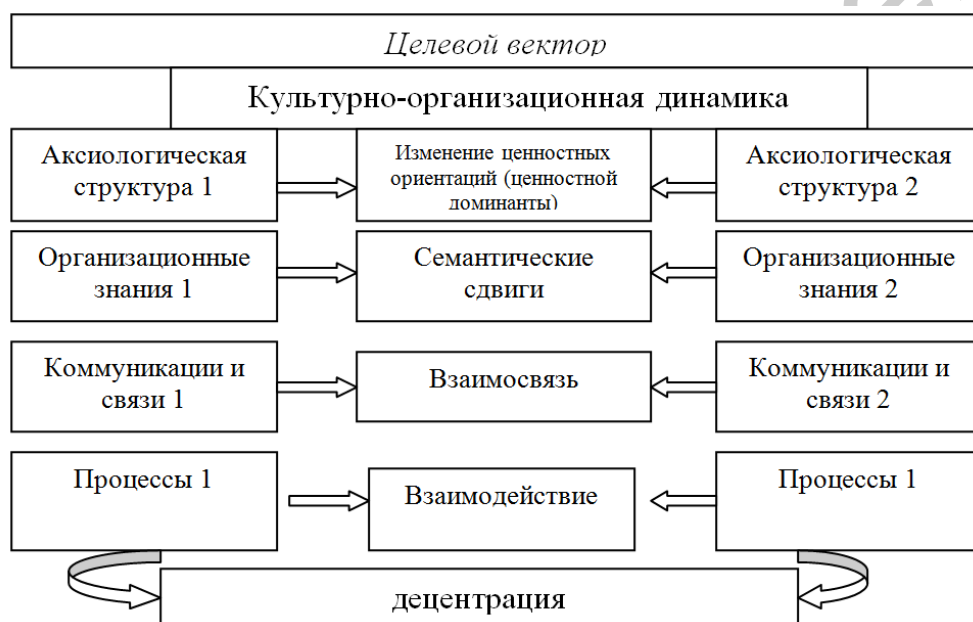 Целевой вектор
Культурно-организационная динамика
Аксиологическая
структура 1
Изменение ценностных
ориентаций (ценностной
доминанты)
Аксиологическая
структура 2
Организационные
знания 1
Семантические
сдвиги
Организационные
знания 2
Коммуникации и
связи 1
Взаимосвязь
Коммуникации и
связи 2
Процессы 1
Взаимодействие
Процессы 1
децентрация